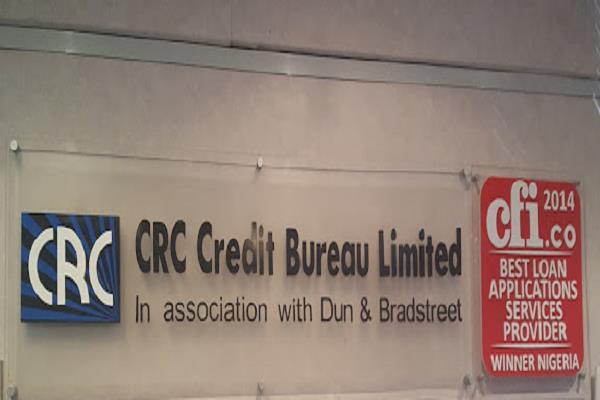 CRC
CRC Credit Bureau Limited
In association with Dun & Bradstreet
cfi.co 2014
BEST LOAN
APPLICATIONS
SERVICES
PROVIDER
WINNER NIGERIA